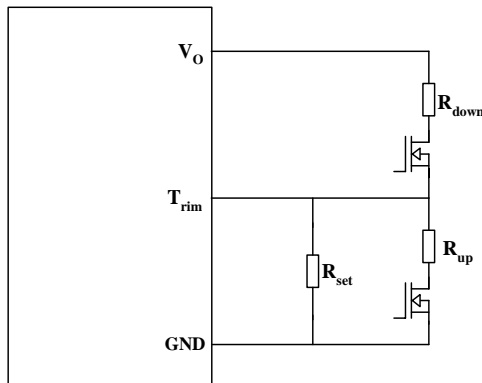 V_O
R_down
T_rim
R_up
R_set
GND